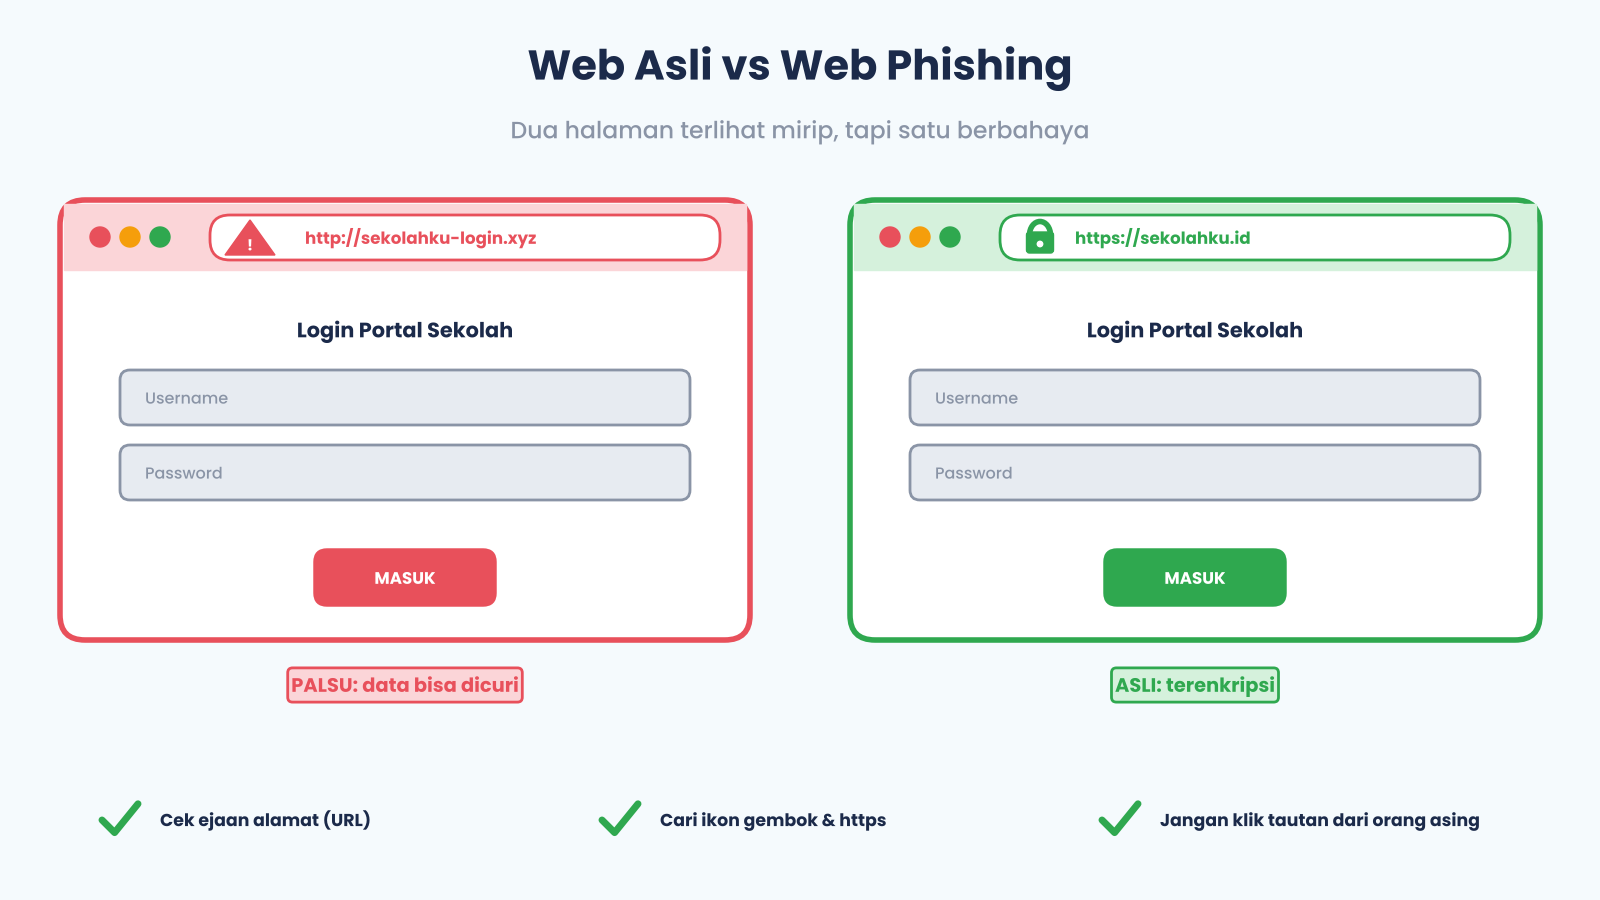 Web Asli vs Web Phishing
Dua halaman terlihat mirip, tapi satu berbahaya
!
http://sekolahku-login.xyz
Login Portal Sekolah
Username
Password
MASUK
PALSU: data bisa dicuri
https://sekolahku.id
Login Portal Sekolah
Username
Password
MASUK
ASLI: terenkripsi
Cek ejaan alamat (URL)
Cari ikon gembok & https
Jangan klik tautan dari orang asing